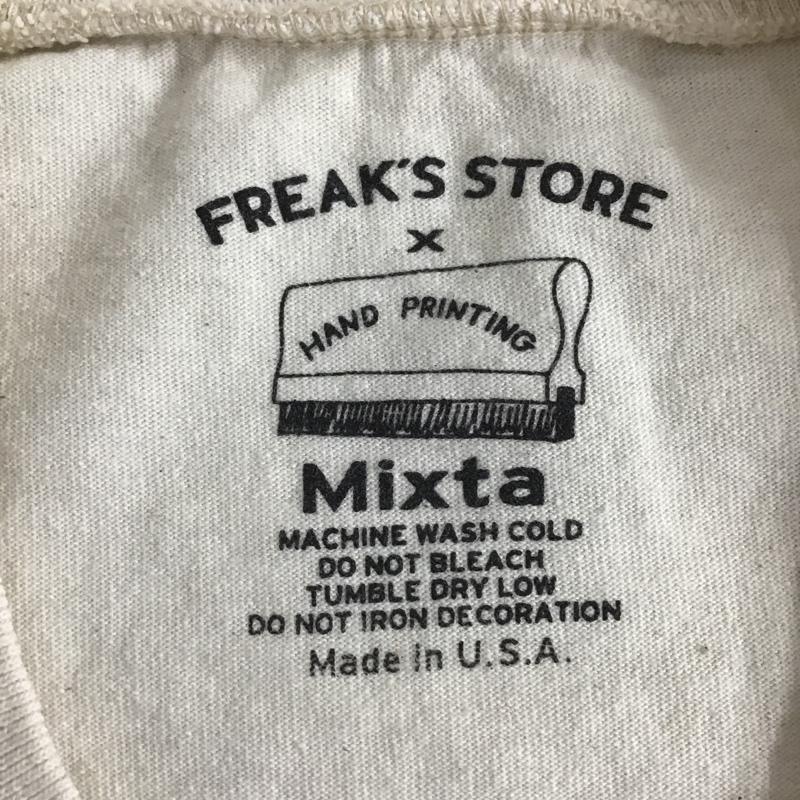 FREAK'S STORE
X
HAND PRINTING
Mixta
MACHINE WASH COLD
DO NOT BLEACH
TUMBLE DRY LOW
DO NOT IRON DECORATION
Made in U.S.A.